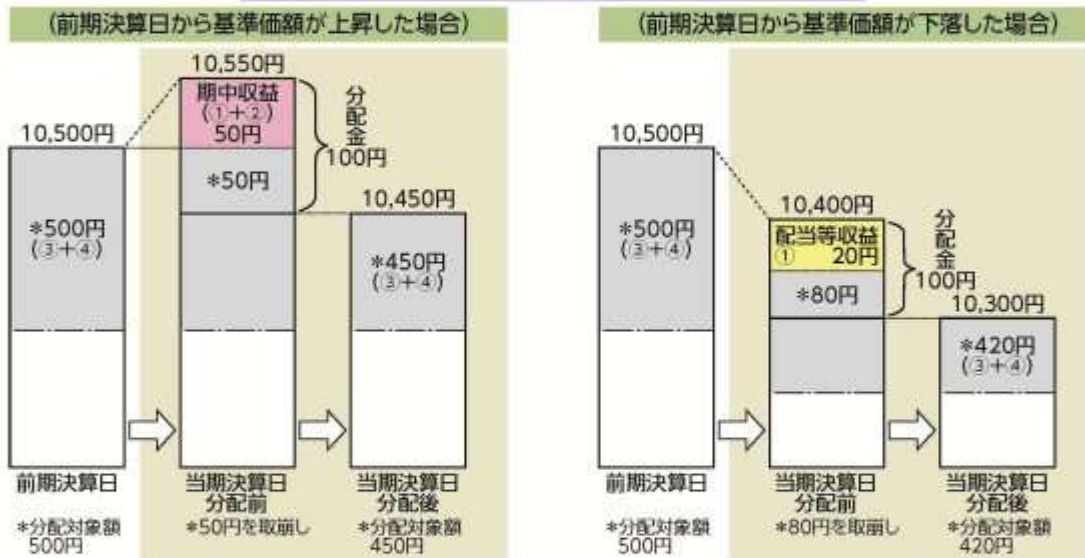 （前期決算日から基準価額が上昇した場合）
10,550円
期中収益
（①＋②）
50円
分配金
100円
10,500円
＊50円
10,450円
＊500円
（③＋④）
＊450円
（③＋④）
前期決算日
当期決算日
分配前
当期決算日
分配後
＊分配対象額
500円
＊50円を取崩し
＊分配対象額
450円
（前期決算日から基準価額が下落した場合）
10,500円
10,400円
配当等収益
① 20円
分配金
100円
＊500円
（③＋④）
＊80円
10,300円
＊420円
（③＋④）
前期決算日
当期決算日
分配前
当期決算日
分配後
＊分配対象額
500円
＊80円を取崩し
＊分配対象額
420円